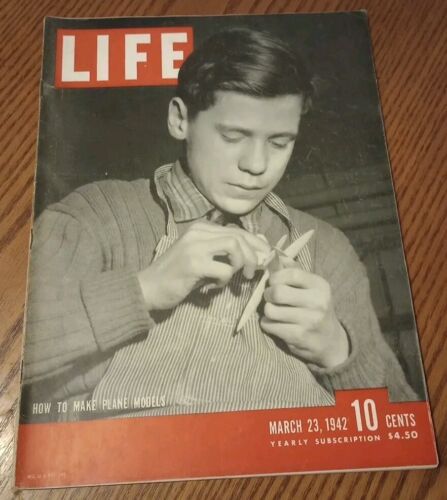 LIFE
HOW TO MAKE PLANE MODELS
MARCH 23, 1942 10 CENTS
YEARLY SUBSCRIPTION $4.50